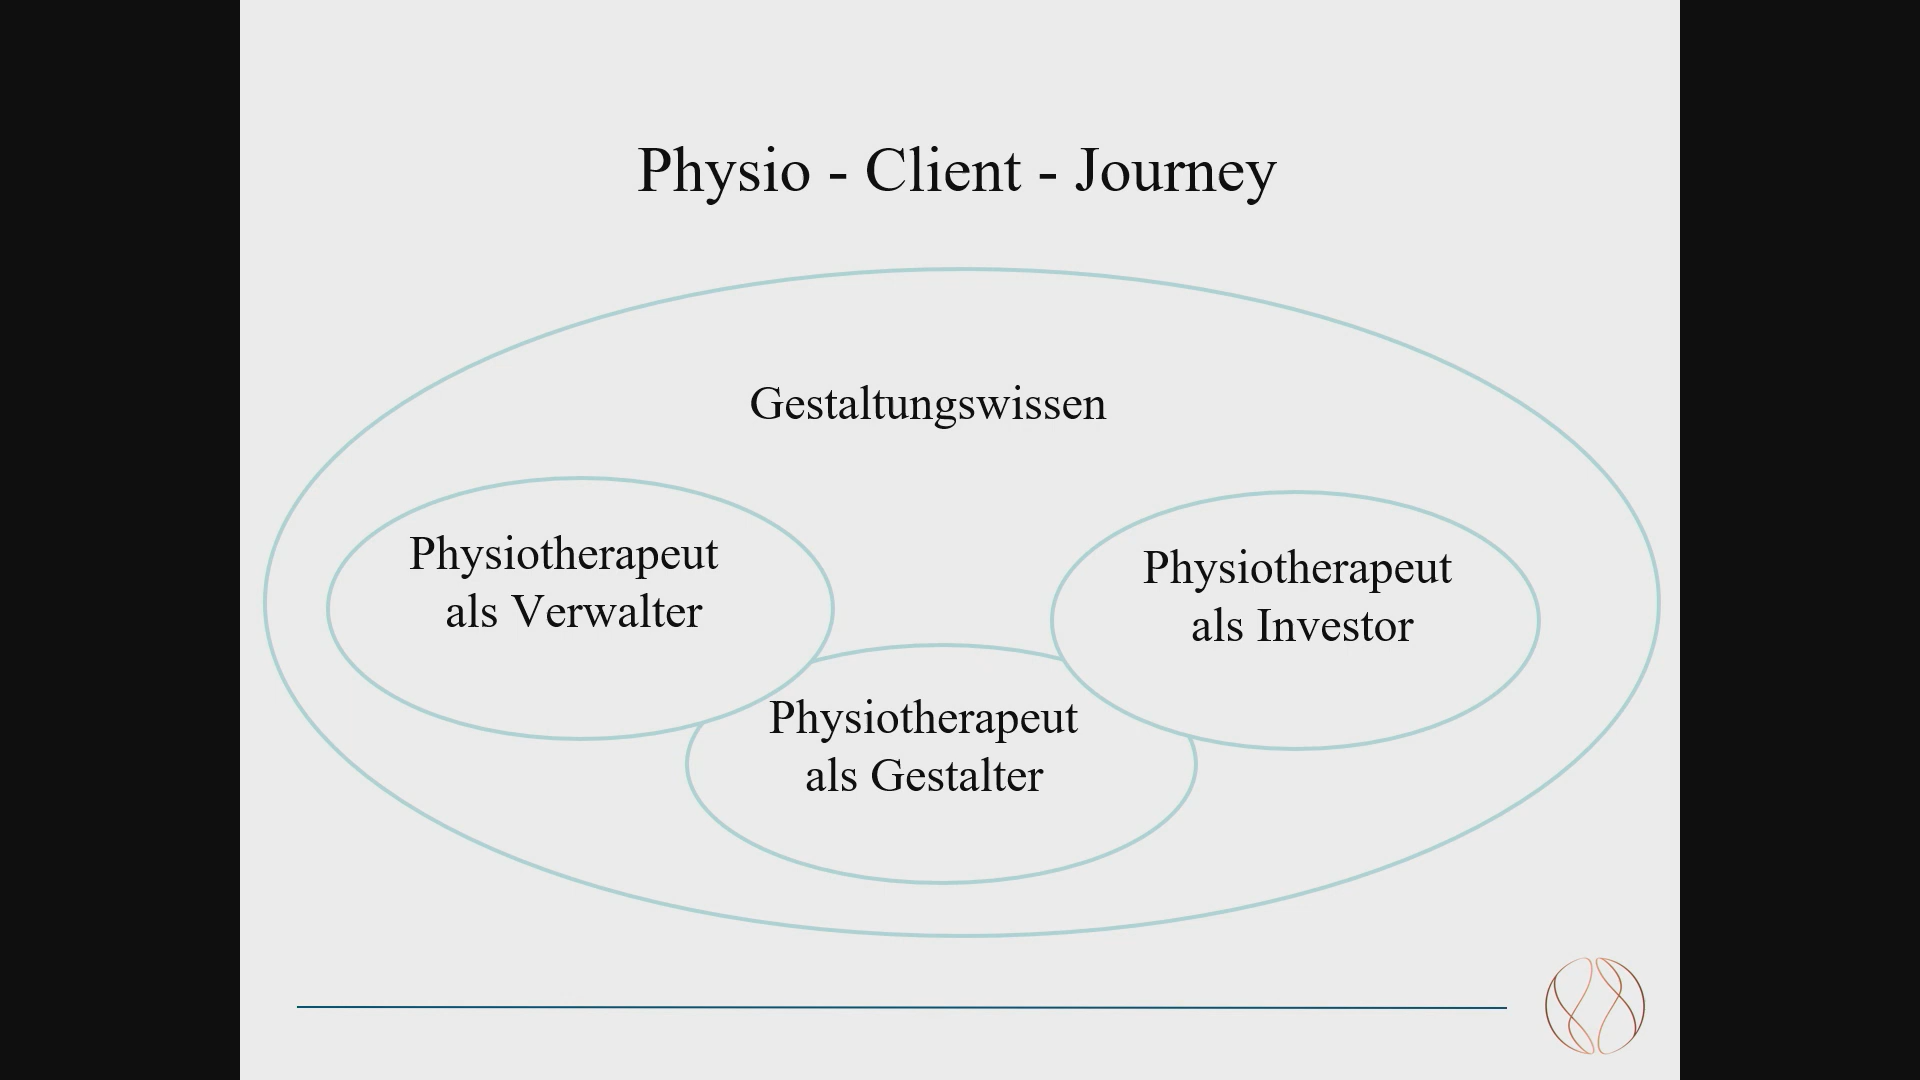 Physio - Client - Journey
Gestaltungswissen
Physiotherapeut
als Verwalter
Physiotherapeut
als Investor
Physiotherapeut
als Gestalter